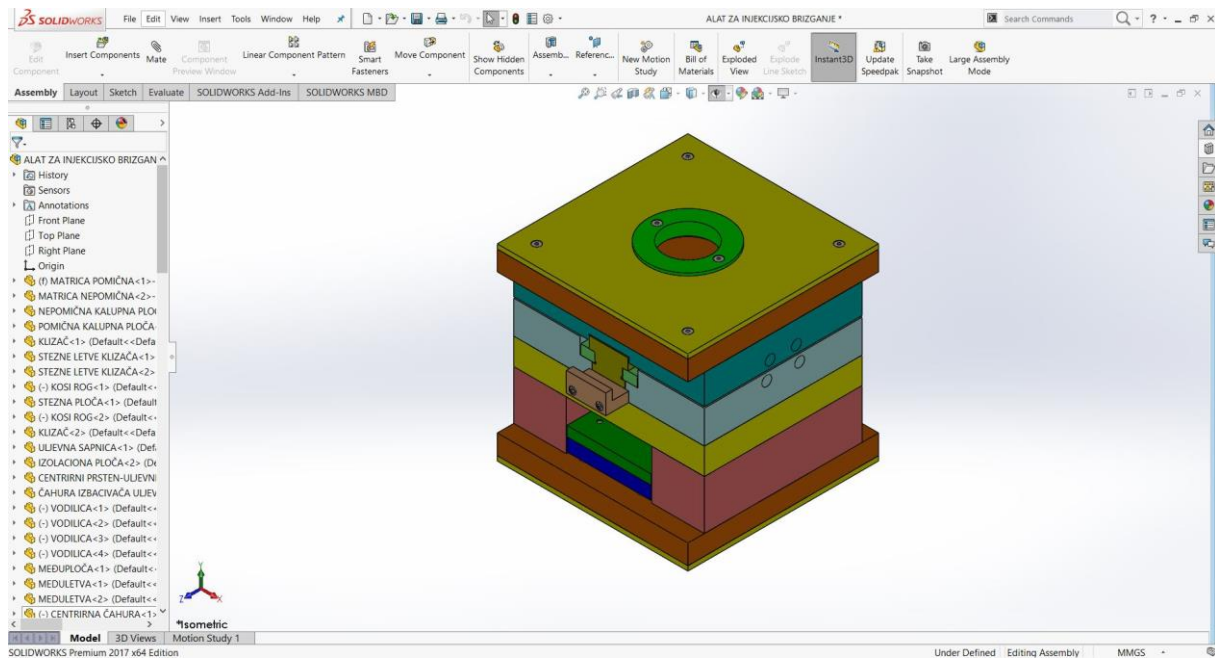 SOLIDWORKS File Edit View Insert Tools Window Help ALAT ZA INJEKCIJSKO BRIZGANJE * Search Commands ?
Edit Component
Insert Components
Mate
Component Preview Window
Linear Component Pattern
Smart Fasteners
Move Component
Show Hidden Components
Assemb...
Referenc...
New Motion Study
Bill of Materials
Exploded View
Explode Line Sketch
Instant3D
Update Speedpak
Take Snapshot
Large Assembly Mode
Assembly Layout Sketch Evaluate SOLIDWORKS Add-Ins SOLIDWORKS MBD
ALAT ZA INJEKCIJSKO BRIZGAN
History
Sensors
Annotations
Front Plane
Top Plane
Right Plane
Origin
(f) MATRICA POMIČNA<1>-
MATRICA NEPOMIČNA<2>-
NEPOMIČNA KALUPNA PLO
POMIČNA KALUPNA PLOČA
KLIZAČ<1> (Default<<Defa
STEZNE LETVE KLIZAČA<1>
STEZNE LETVE KLIZAČA<2>
(-) KOSI ROG<1> (Default<
STEZNA PLOČA<1> (Default
(-) KOSI ROG<2> (Default<
KLIZAČ<2> (Default<<Defa
ULJEVNA SAPNICA<1> (Def
IZOLACIONA PLOČA<2> (De
CENTRIRNI PRSTEN-ULJEVNI
ČAHURA IZBACIVAČA ULJEV
(-) VODILICA<1> (Default<
(-) VODILICA<2> (Default<
(-) VODILICA<3> (Default<
(-) VODILICA<4> (Default<
MEĐUPLOČA<1> (Default<
MEDULETVA<1> (Default<
MEDULETVA<2> (Default<
(-) CENTRIRNA ČAHURA<1>
Y
Z X
*Isometric
Model 3D Views Motion Study 1
SOLIDWORKS Premium 2017 x64 Edition Under Defined Editing Assembly MMGS